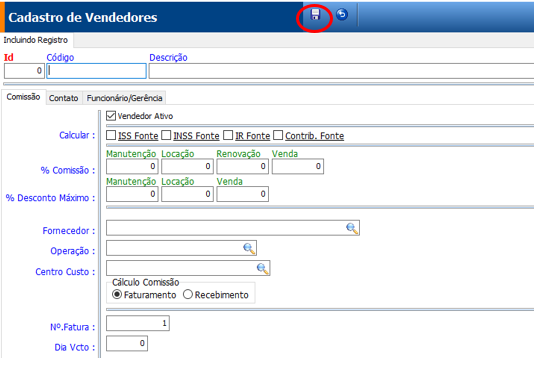 Cadastro de Vendedores
Incluindo Registro
Id Código Descrição
0
Comissão Contato Funcionário/Gerência
Vendedor Ativo
Calcular : ISS Fonte INSS Fonte IR Fonte Contrib. Fonte
Manutenção Locação Renovação Venda
% Comissão : 0 0 0 0
Manutenção Locação Venda
% Desconto Máximo : 0 0 0
Fornecedor :
Operação :
Centro Custo :
Cálculo Comissão
Faturamento Recebimento
Nº.Fatura : 1
Dia Vcto : 0